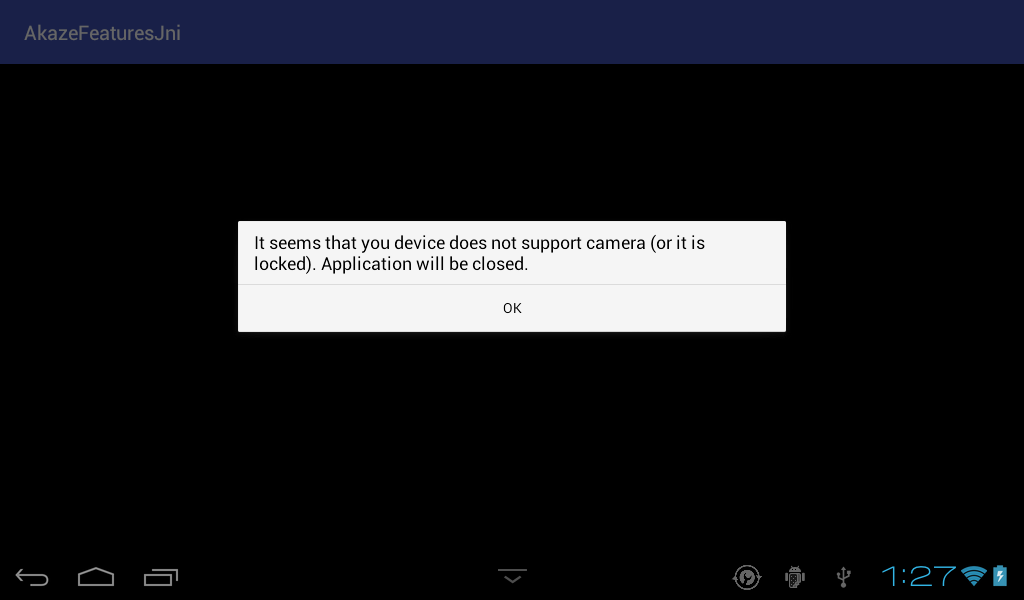 AkazeFeaturesJni
It seems that you device does not support camera (or it is
locked). Application will be closed.
OK
1:27